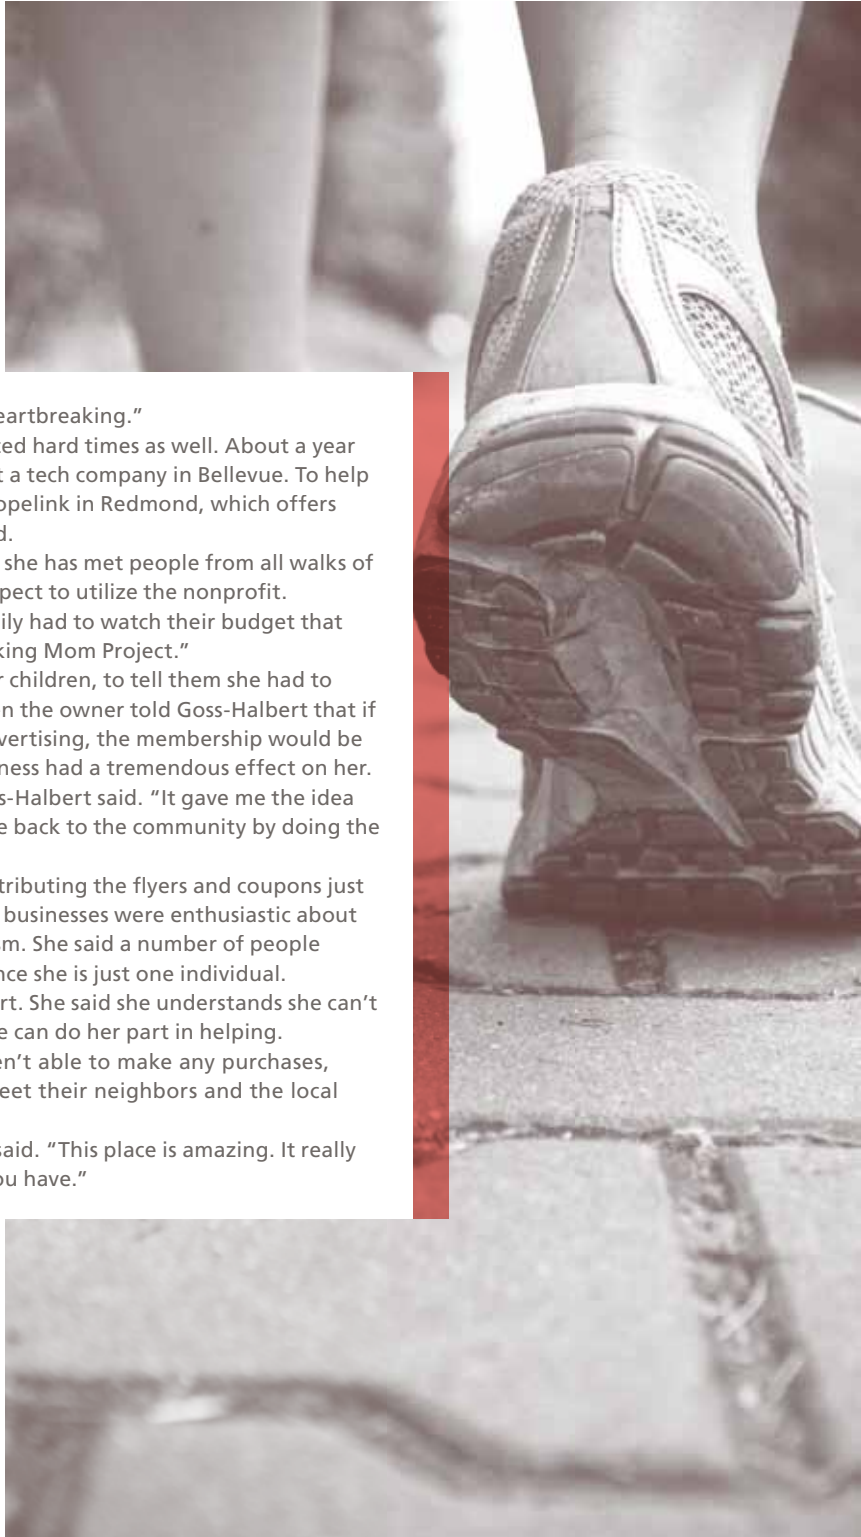 eartbreaking.”
ed hard times as well. About a year
t a tech company in Bellevue. To help
opelink in Redmond, which offers
d.
she has met people from all walks of
pect to utilize the nonprofit.
ily had to watch their budget that
king Mom Project.”
r children, to tell them she had to
n the owner told Goss-Halbert that if
vertising, the membership would be
ness had a tremendous effect on her.
s-Halbert said. “It gave me the idea
e back to the community by doing the
tributing the flyers and coupons just
businesses were enthusiastic about
sm. She said a number of people
nce she is just one individual.
rt. She said she understands she can’t
e can do her part in helping.
en’t able to make any purchases,
eet their neighbors and the local
said. “This place is amazing. It really
ou have.”